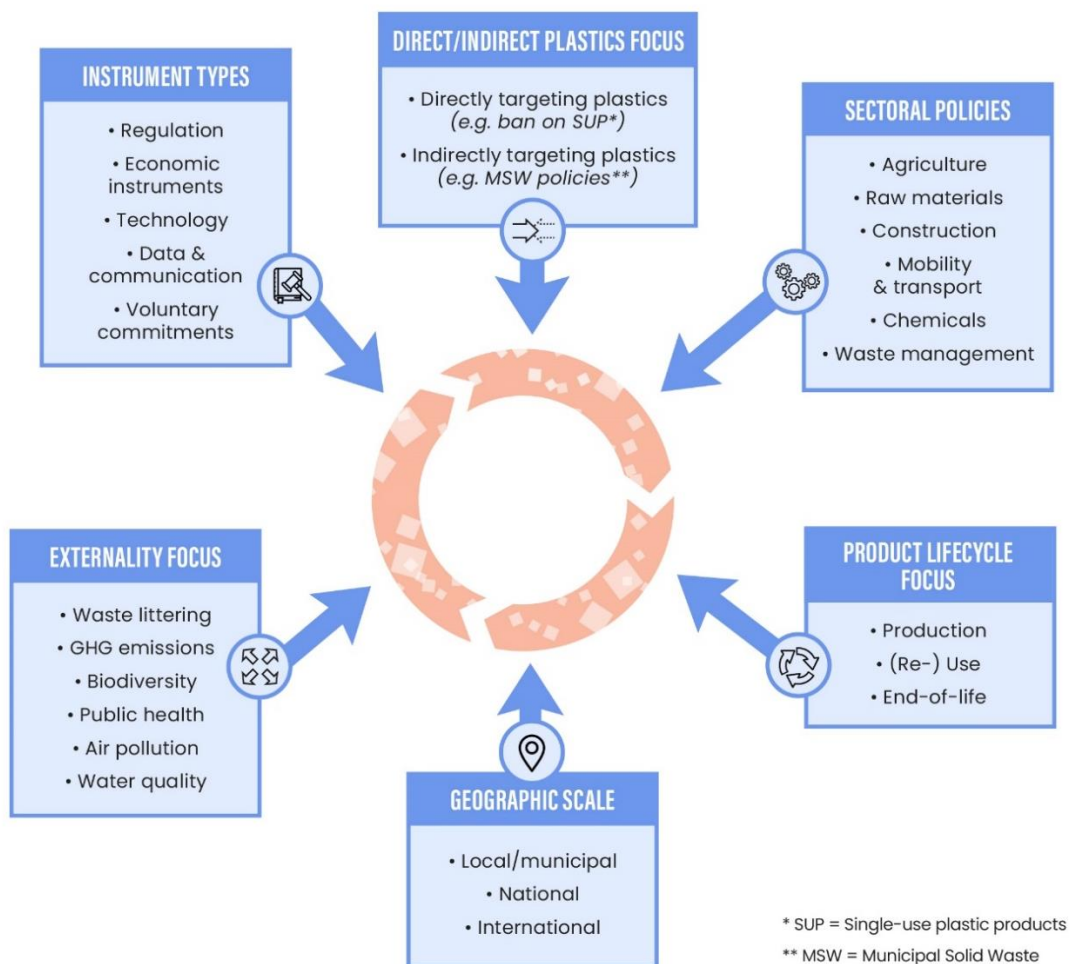 INSTRUMENT TYPES
• Regulation
• Economic
instruments
• Technology
• Data &
communication
• Voluntary
commitments
DIRECT/INDIRECT PLASTICS FOCUS
• Directly targeting plastics
(e.g. ban on SUP*)
• Indirectly targeting plastics
(e.g. MSW policies**)
SECTORAL POLICIES
• Agriculture
• Raw materials
• Construction
• Mobility
& transport
• Chemicals
• Waste management
EXTERNALITY FOCUS
• Waste littering
• GHG emissions
• Biodiversity
• Public health
• Air pollution
• Water quality
GEOGRAPHIC SCALE
• Local/municipal
• National
• International
PRODUCT LIFECYCLE
FOCUS
• Production
• (Re-) Use
• End-of-life
* SUP = Single-use plastic products
** MSW = Municipal Solid Waste